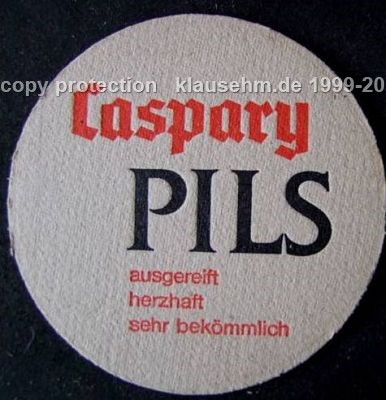 copy protection klausehm.de 1999-20
Caspary
PILS
ausgereift
herzhaft
sehr bekömmlich